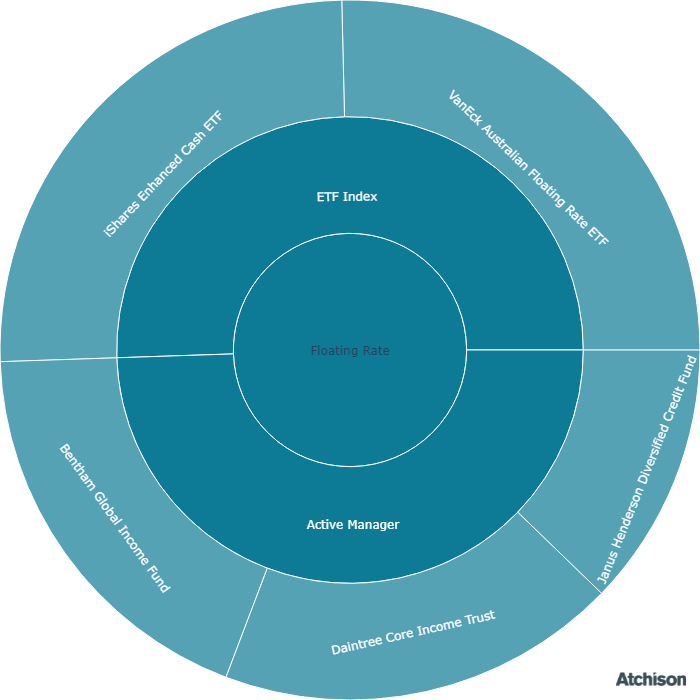 iShares Enhanced Cash ETF
VanEck Australian Floating Rate ETF
ETF Index
Floating Rate
Active Manager
Janus Henderson Diversified Credit Fund
Bentham Global Income Fund
Daintree Core Income Trust
Atchison